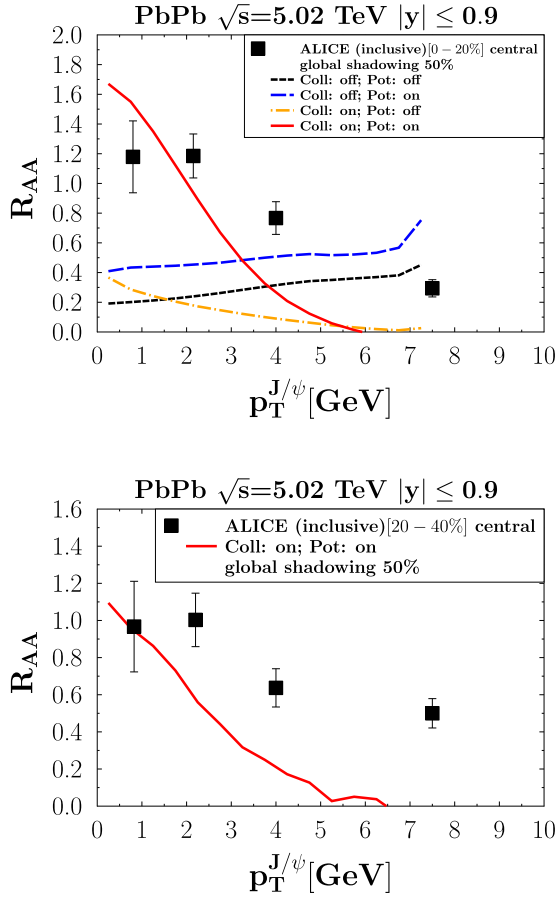 PbPb √s=5.02 TeV |y| ≤ 0.9
ALICE (inclusive)[0 − 20%] central
global shadowing 50%
Coll: off; Pot: off
Coll: off; Pot: on
Coll: on; Pot: off
Coll: on; Pot: on
2.0
1.8
1.6
1.4
1.2
1.0
0.8
0.6
0.4
0.2
0.0
R_AA
0 1 2 3 4 5 6 7 8 9 10
p_T^J/ψ[GeV]
PbPb √s=5.02 TeV |y| ≤ 0.9
ALICE (inclusive)[20 − 40%] central
Coll: on; Pot: on
global shadowing 50%
1.6
1.4
1.2
1.0
0.8
0.6
0.4
0.2
0.0
R_AA
0 1 2 3 4 5 6 7 8 9 10
p_T^J/ψ[GeV]